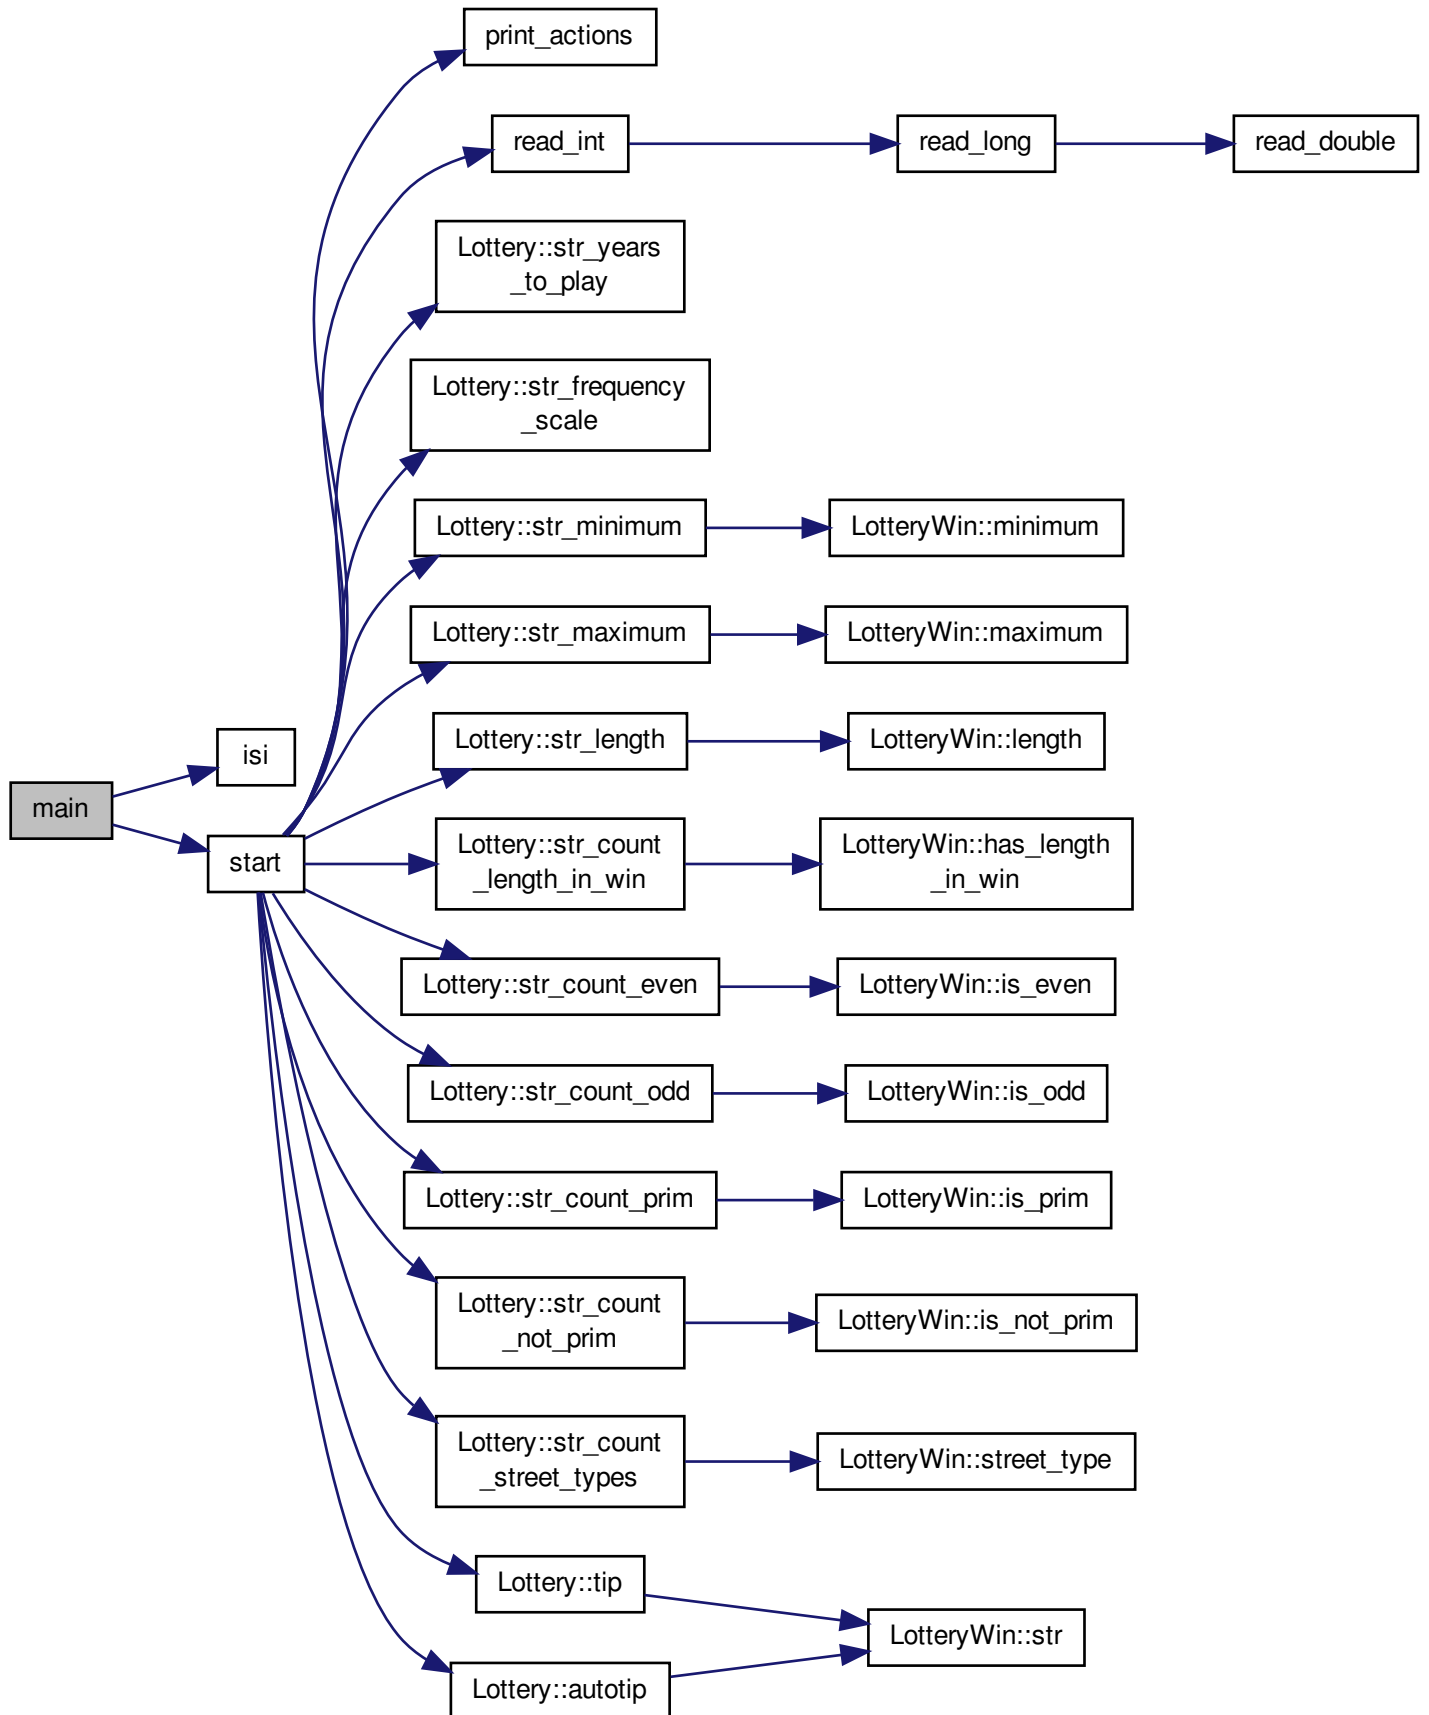 print_actions
read_int
read_long
read_double
Lottery::str_years
_to_play
Lottery::str_frequency
_scale
Lottery::str_minimum
LotteryWin::minimum
Lottery::str_maximum
LotteryWin::maximum
isi
Lottery::str_length
LotteryWin::length
main
start
Lottery::str_count
_length_in_win
LotteryWin::has_length
_in_win
Lottery::str_count_even
LotteryWin::is_even
Lottery::str_count_odd
LotteryWin::is_odd
Lottery::str_count_prim
LotteryWin::is_prim
Lottery::str_count
_not_prim
LotteryWin::is_not_prim
Lottery::str_count
_street_types
LotteryWin::street_type
Lottery::tip
LotteryWin::str
Lottery::autotip